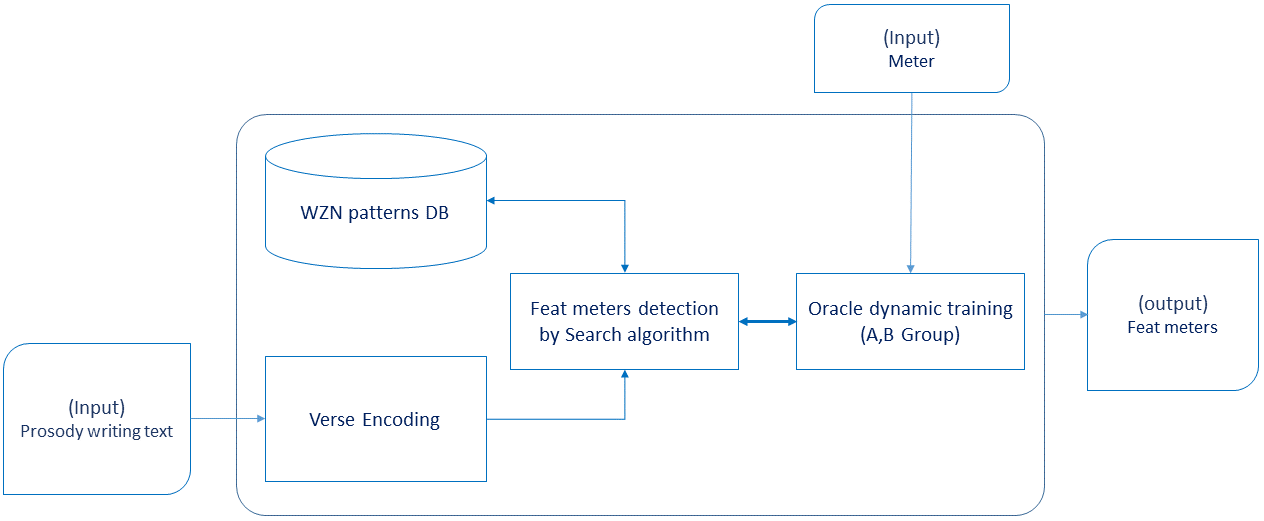 (Input)
Meter
WZN patterns DB
Feat meters detection
by Search algorithm
Oracle dynamic training
(A,B Group)
(output)
Feat meters
(Input)
Prosody writing text
Verse Encoding